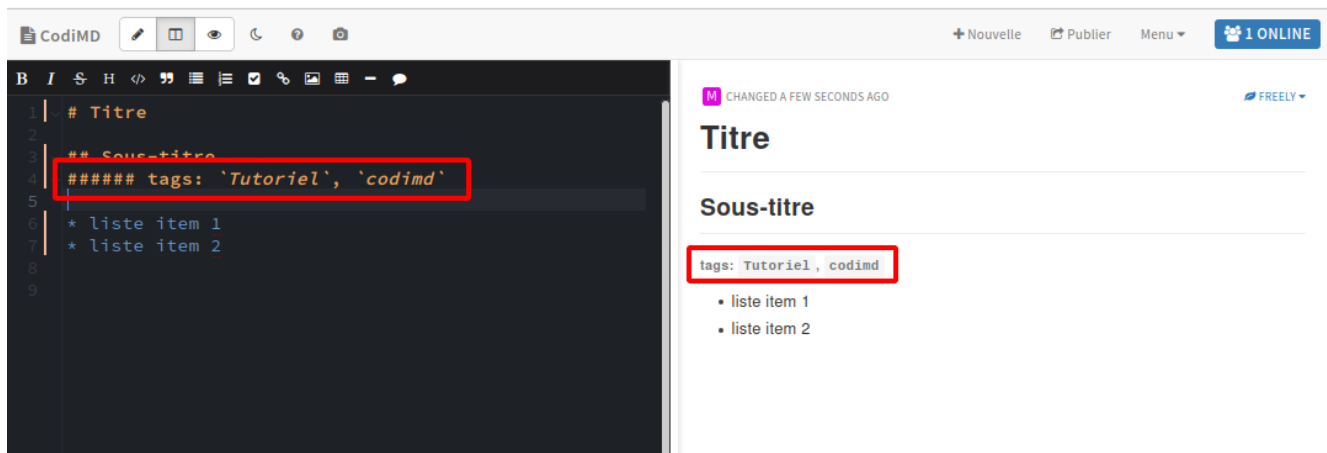 CodiMD
+ Nouvelle Publier Menu 1 ONLINE
B I S H </>
1 # Titre
2
3 ## Sous-titre
4 ###### tags: `Tutoriel`, `codimd`
5
6 * liste item 1
7 * liste item 2
8
9
M CHANGED A FEW SECONDS AGO FREELY
Titre
Sous-titre
tags: Tutoriel, codimd
• liste item 1
• liste item 2